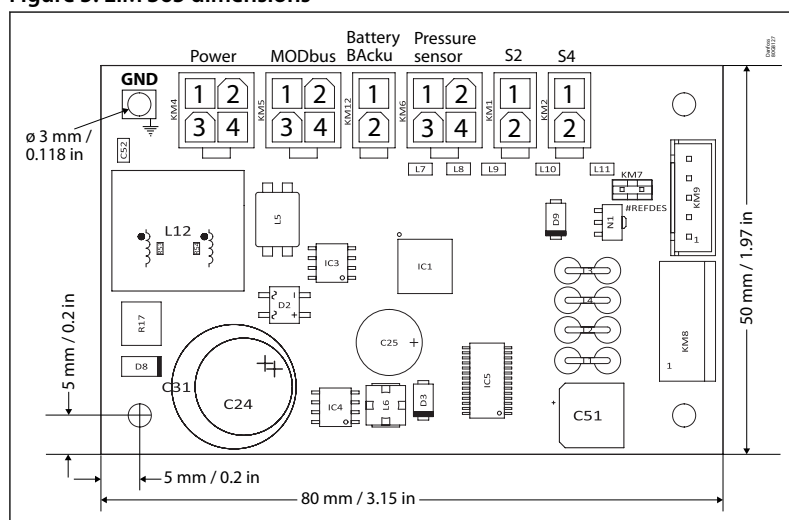 Battery Pressure
Power MODbus BAcku sensor S2 S4
Danfoss
80G8127
GND
KM4 1 2 3 4
KM5 1 2 3 4
KM12 1 2
KM6 1 2 3 4
KM1 1 2
KM2 1 2
ø 3 mm /
0.118 in
C52
L7 L8 L9 L10 L11
KM7
#REFDES
KM9
1
L12
L5
D9
N1
IC3
IC1
D2
3
4
2
1
R17
C25
KM8
1
D8
C31
C24
IC4
L6
D3
IC5
C51
50 mm / 1.97 in
5 mm / 0.2 in
5 mm / 0.2 in
80 mm / 3.15 in